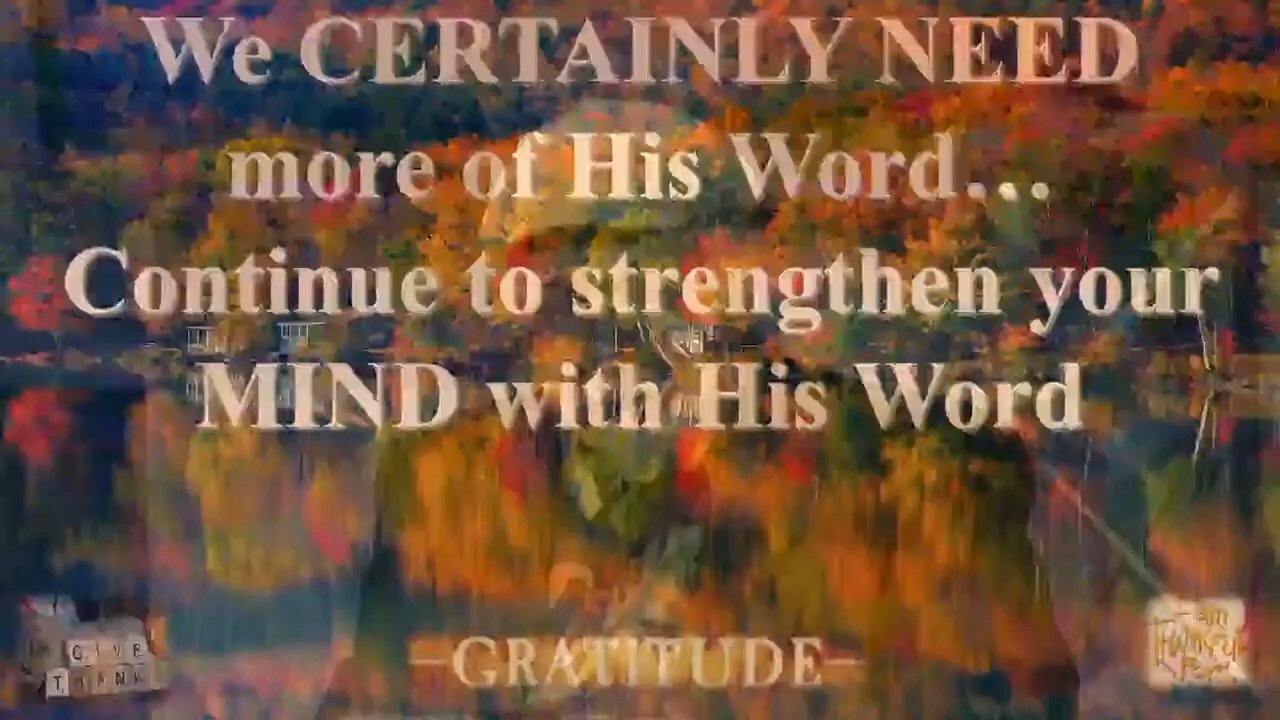 We CERTAINLY NEED
more of His Word…
Continue to strengthen your
MIND with His Word
GIVE
THANK
–GRATITUDE–